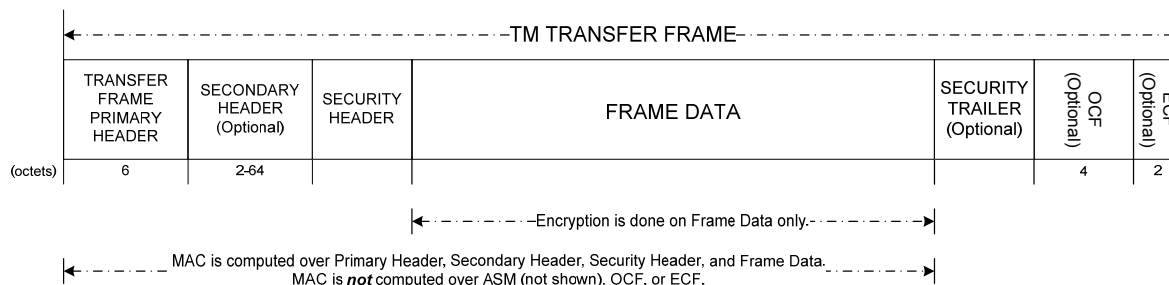 TM TRANSFER FRAME
TRANSFER
FRAME
PRIMARY
HEADER
SECONDARY
HEADER
(Optional)
SECURITY
HEADER
FRAME DATA
SECURITY
TRAILER
(Optional)
OCF
(Optional)
ECF
(Optional)
(octets)
6
2-64
4
2
Encryption is done on Frame Data only.
MAC is computed over Primary Header, Secondary Header, Security Header, and Frame Data.
MAC is not computed over ASM (not shown), OCF, or ECF.